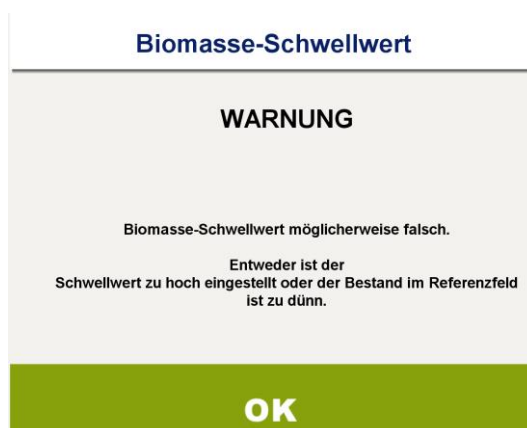 Biomasse-Schwellwert
WARNUNG
Biomasse-Schwellwert möglicherweise falsch.
Entweder ist der
Schwellwert zu hoch eingestellt oder der Bestand im Referenzfeld
ist zu dünn.
OK